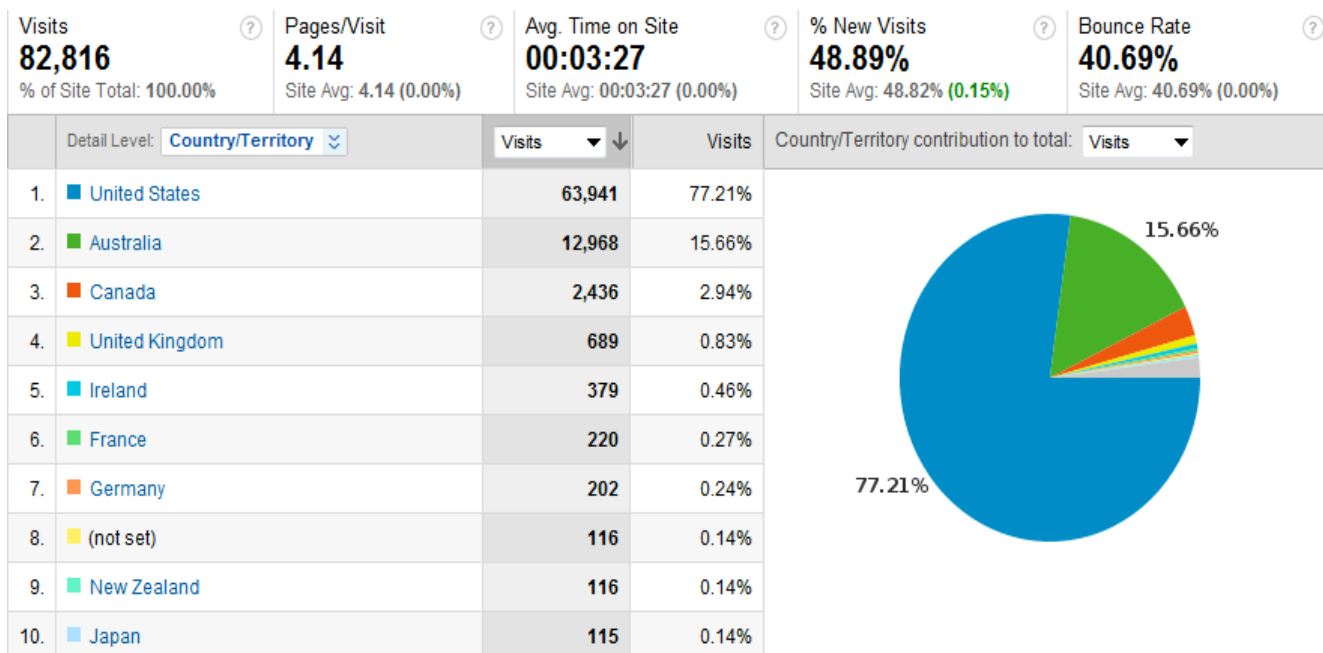 Visits ? Pages/Visit ? Avg. Time on Site ? % New Visits ? Bounce Rate ?
82,816 4.14 00:03:27 48.89% 40.69%
% of Site Total: 100.00% Site Avg: 4.14 (0.00%) Site Avg: 00:03:27 (0.00%) Site Avg: 48.82% (0.15%) Site Avg: 40.69% (0.00%)
Detail Level: Country/Territory Visits Visits Country/Territory contribution to total: Visits
1. United States 63,941 77.21%
2. Australia 12,968 15.66%
3. Canada 2,436 2.94%
4. United Kingdom 689 0.83%
5. Ireland 379 0.46%
6. France 220 0.27%
7. Germany 202 0.24%
8. (not set) 116 0.14%
9. New Zealand 116 0.14%
10. Japan 115 0.14%
15.66%
77.21%